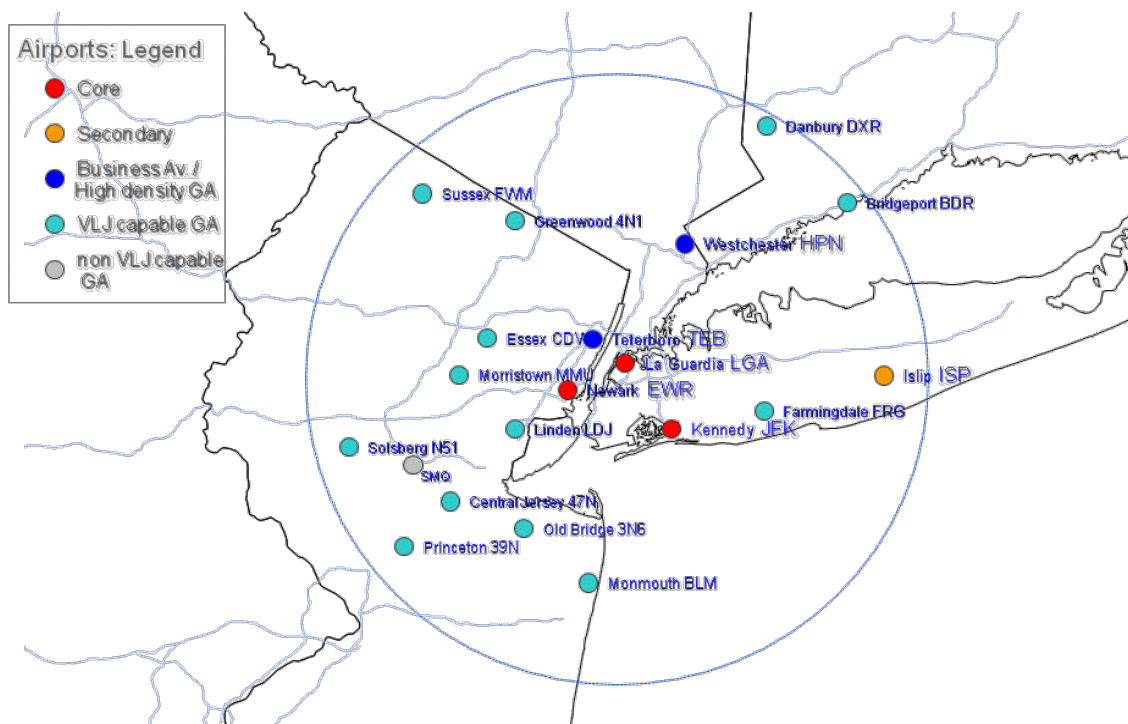 Airports: Legend
Core
Secondary
Business Av./
High density GA
VLJ capable GA
non VLJ capable
GA
Danbury DXR
Sussex FWM
Bridgeport BDR
Greenwood 4N1
Westchester HPN
Essex CDW
Teterboro TEB
La Guardia LGA
Morristown MMU
Islip ISP
Newark EWR
Farmingdale FRG
Linden LDJ
Kennedy JFK
Solsberg N51
SMQ
Central Jersey 47N
Old Bridge 3N6
Princeton 39N
Monmouth BLM